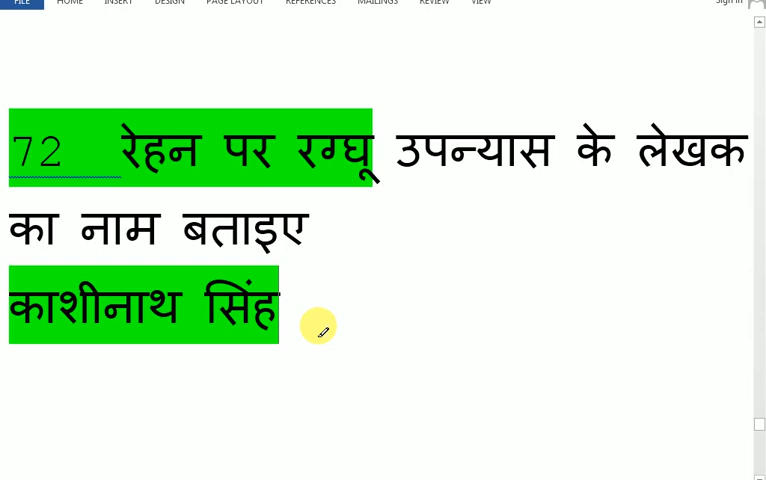 FILE HOME INSERT DESIGN PAGE LAYOUT REFERENCES MAILINGS REVIEW VIEW Sign in
72 रेहन पर रग्घू उपन्यास के लेखक
का नाम बताइए
काशीनाथ सिंह